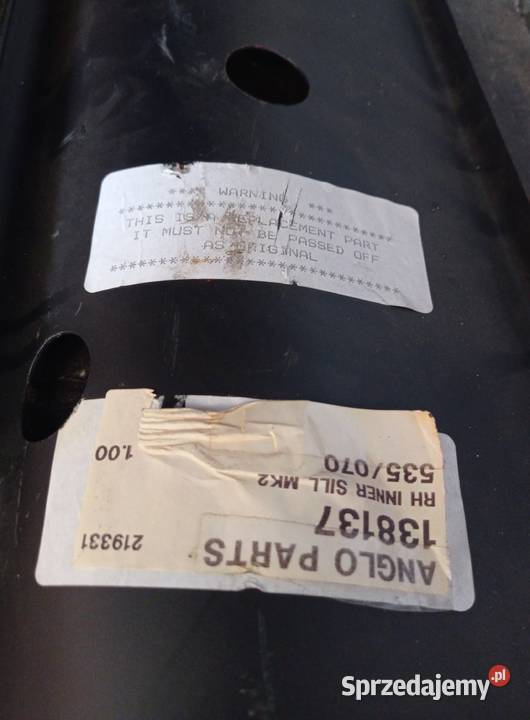 *** WARNING ***
************************************
THIS IS A REPLACEMENT PART
IT MUST NOT BE PASSED OFF
AS ORIGINAL
************************************
ANGLO PARTS
138137 219331
RH INNER SILL MK2
535/070 1.00
Sprzedajemy.pl